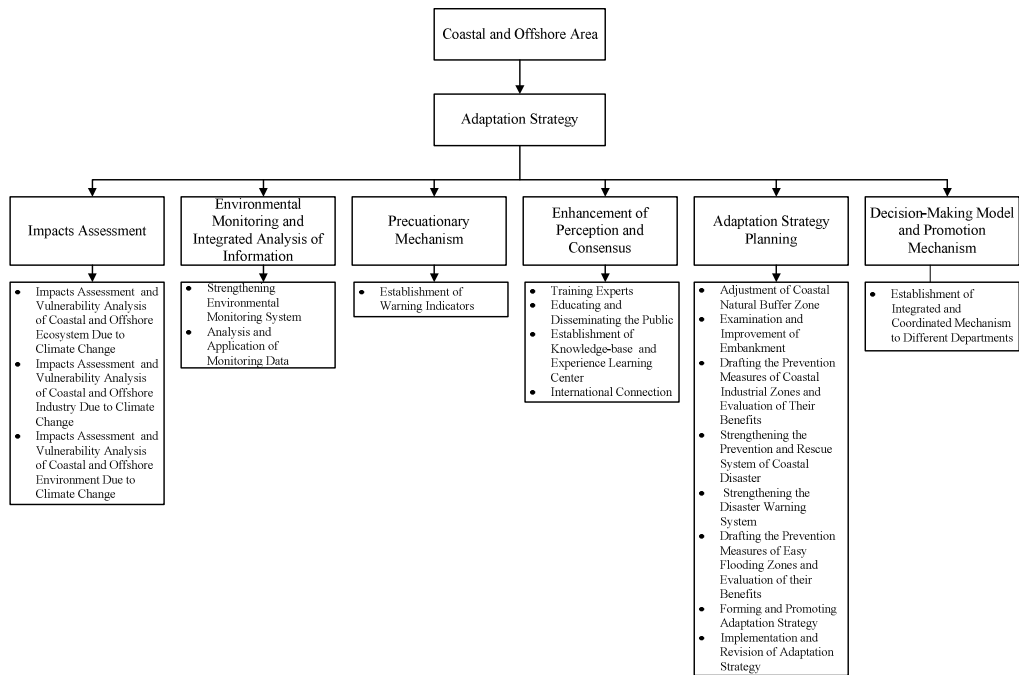 Coastal and Offshore Area
Adaptation Strategy
Impacts Assessment
Environmental
Monitoring and
Integrated Analysis of
Information
Precuationary
Mechanism
Enhancement of
Perception and
Consensus
Adaptation Strategy
Planning
Decision-Making Model
and Promotion
Mechanism
● Impacts Assessment and
Vulnerability Analysis
of Coastal and Offshore
Ecosystem Due to
Climate Change
● Impacts Assessment and
Vulnerability Analysis
of Coastal and Offshore
Industry Due to Climate
Change
● Impacts Assessment and
Vulnerability Analysis
of Coastal and Offshore
Environment Due to
Climate Change
● Strengthening
Environmental
Monitoring System
● Analysis and
Application of
Monitoring Data
● Establishment of
Warning Indicators
● Training Experts
● Educating and
Disseminating the Public
● Establishment of
Knowledge-base and
Experience Learning
Center
● International Connection
● Adjustment of Coastal
Natural Buffer Zone
● Examination and
Improvement of
Embankment
● Drafting the Prevention
Measures of Coastal
Industrial Zones and
Evaluation of Their
Benefits
● Strengthening the
Prevention and Rescue
System of Coastal
Disaster
● Strengthening the
Disaster Warning
System
● Drafting the Prevention
Measures of Easy
Flooding Zones and
Evaluation of their
Benefits
● Forming and Promoting
Adaptation Strategy
● Implementation and
Revision of Adaptation
Strategy
● Establishment of
Integrated and
Coordinated Mechanism
to Different Departments